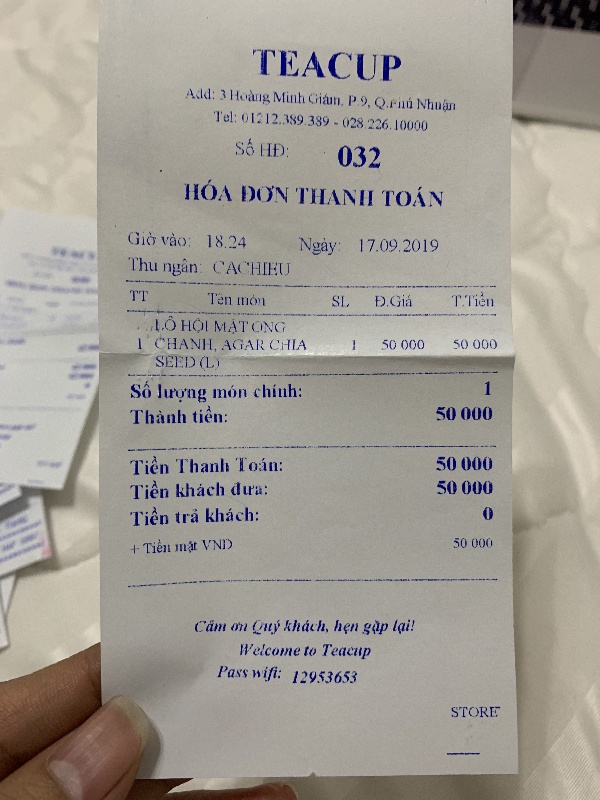 TEACUP
Add: 3 Hoàng Minh Giám, P.9, Q.Phú Nhuận
Tel: 01212.389.389 - 028.226.10000
Số HĐ: 032
HÓA ĐƠN THANH TOÁN
Giờ vào: 18.24 Ngày: 17.09.2019
Thu ngân: CACHIEU
TT Tên món SL Đ.Giá T.Tiền
LÔ HỘI MẬT ONG
1 CHANH, AGAR CHIA 1 50 000 50 000
SEED (L)
Số lượng món chính: 1
Thành tiền: 50 000
Tiền Thanh Toán: 50 000
Tiền khách đưa: 50 000
Tiền trả khách: 0
+ Tiền mặt VND 50 000
Cảm ơn Quý khách, hẹn gặp lại!
Welcome to Teacup
Pass wifi: 12953653
STORE